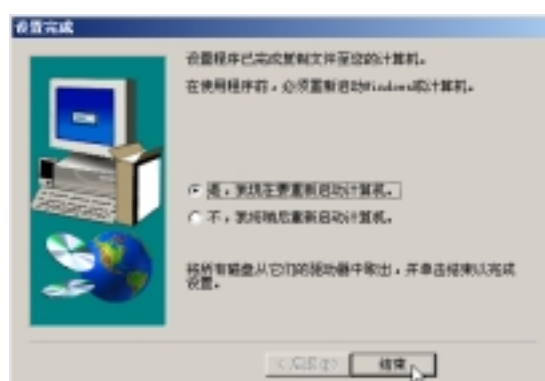 设置完成
设置程序已完成复制文件至您的计算机。
在使用程序前，必须重新启动Windows或计算机。
是，我现在要重新启动计算机。
不，我将稍后重新启动计算机。
将所有磁盘从它们的驱动器中取出，并单击结束以完成
设置。
结束